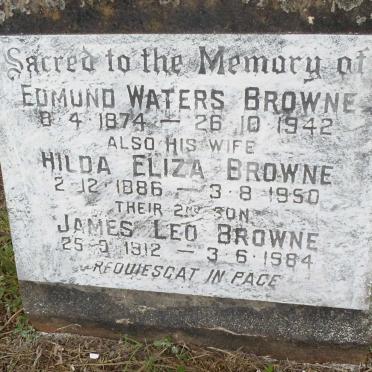 Sacred to the Memory of
EDMUND WATERS BROWNE
8·4·1874 — 26·10·1942
ALSO HIS WIFE
HILDA ELIZA BROWNE
2·12·1886 — 3·8·1950
THEIR 2ND SON
JAMES LEO BROWNE
25·9·1912 — 3·6·1984
REQUIESCAT IN PACE